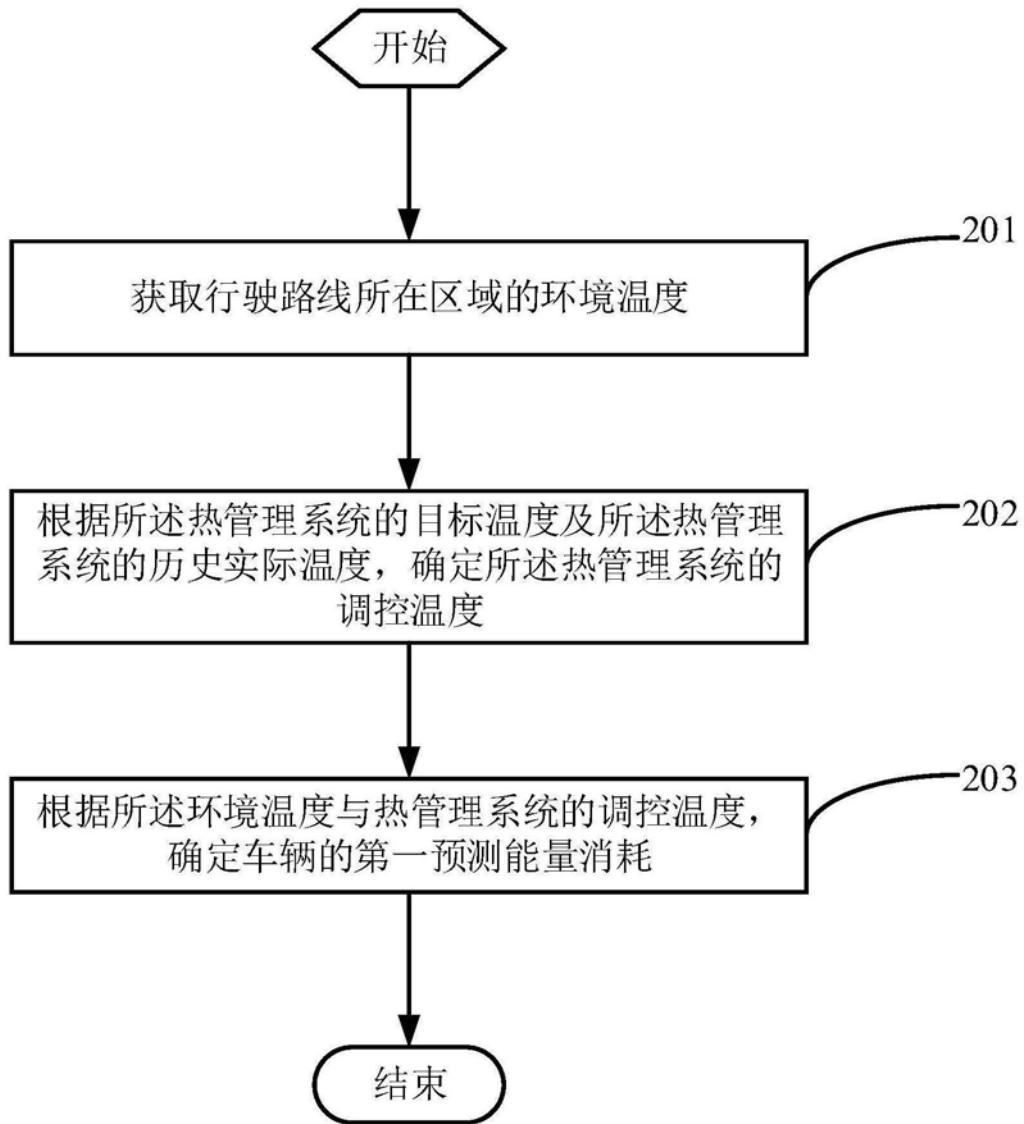 开始
201
获取行驶路线所在区域的环境温度
202
根据所述热管理系统的目标温度及所述热管理
系统的历史实际温度，确定所述热管理系统的
调控温度
203
根据所述环境温度与热管理系统的调控温度，
确定车辆的第一预测能量消耗
结束